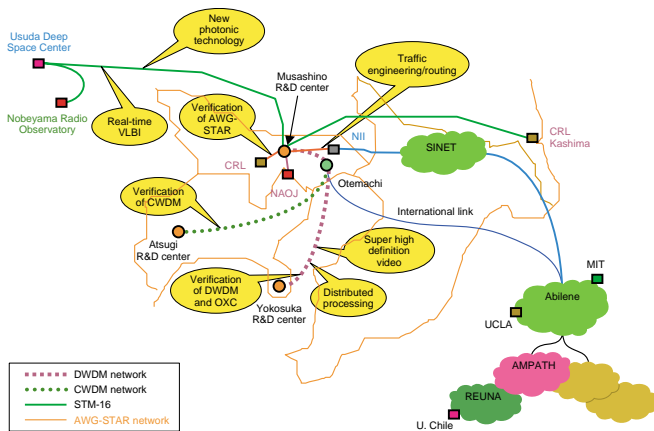 New
photonic
technology
Usuda Deep
Space Center
Musashino
R&D center
Traffic
engineering/routing
Nobeyama Radio
Observatory
Real-time
VLBI
Verification
of AWG-
STAR
NII
CRL
Kashima
SINET
CRL
NAOJ
Otemachi
Verification
of CWDM
International link
Atsugi
R&D center
Super high
definition
video
MIT
Verification
of DWDM
and OXC
Distributed
processing
Yokosuka
R&D center
Abilene
UCLA
AMPATH
REUNA
U. Chile
DWDM network
CWDM network
STM-16
AWG-STAR network